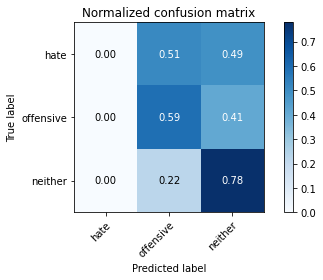 Normalized confusion matrix
True label
hate
offensive
neither
0.00 0.51 0.49
0.00 0.59 0.41
0.00 0.22 0.78
hate
offensive
neither
Predicted label
0.7
0.6
0.5
0.4
0.3
0.2
0.1
0.0